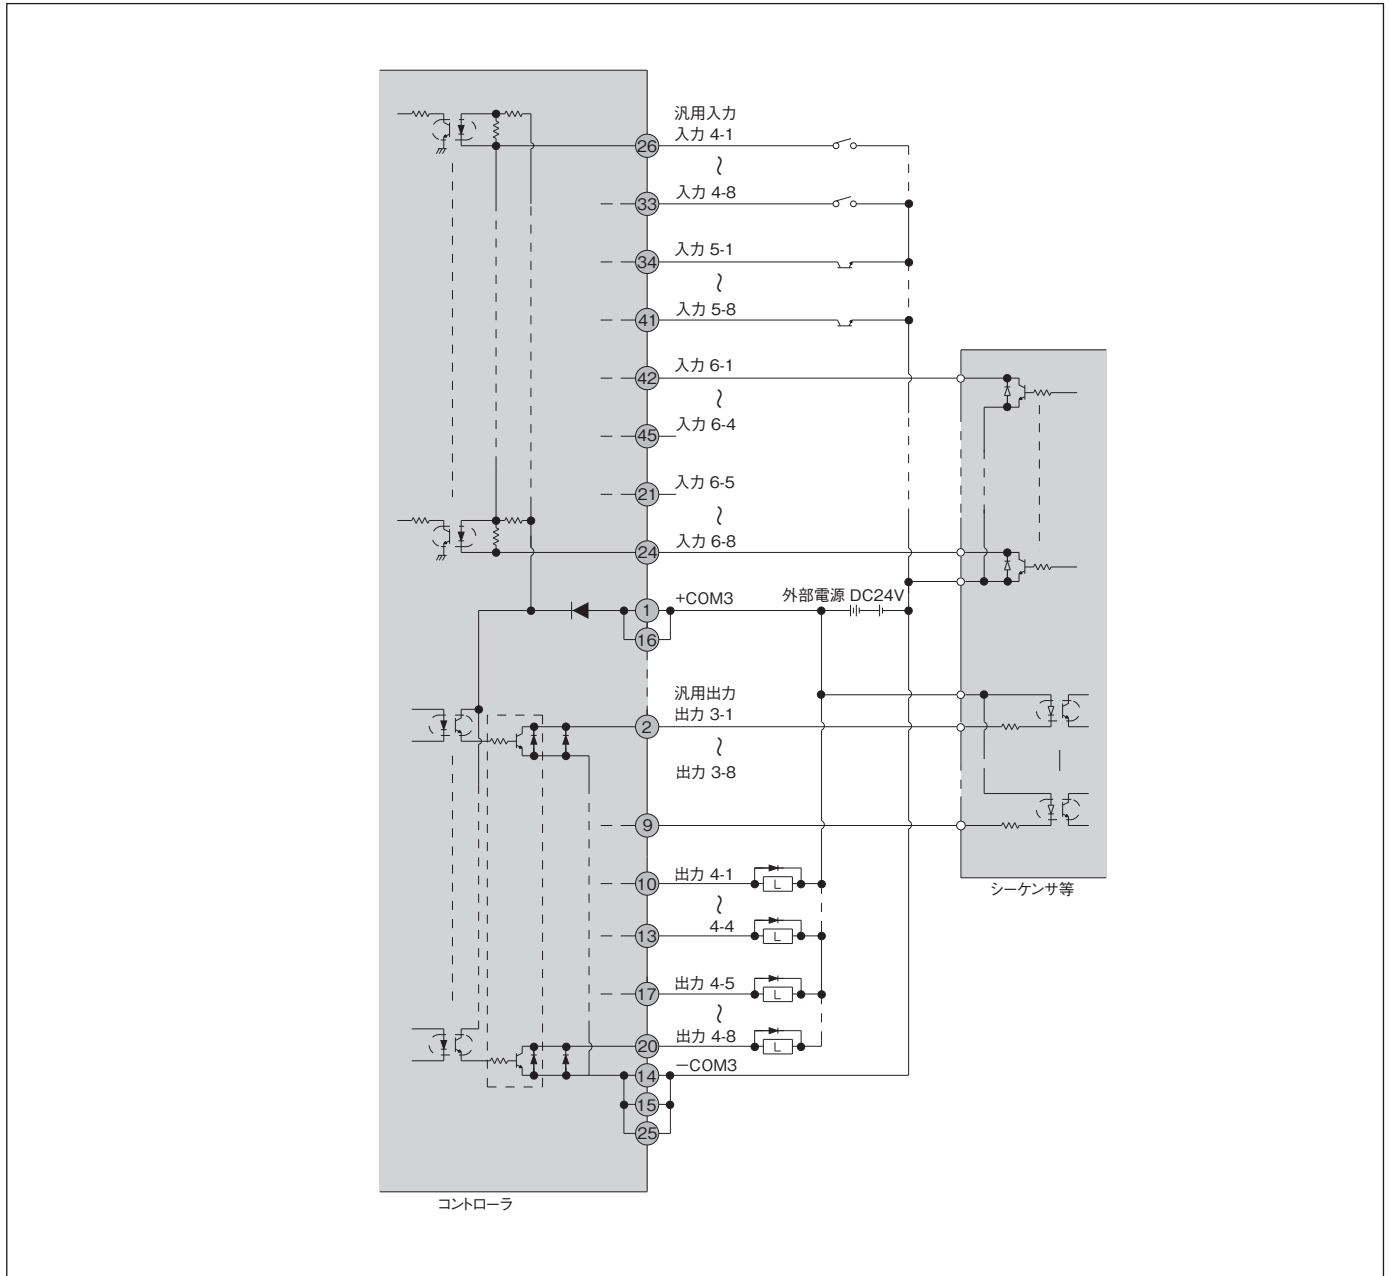 汎用入力
26 入力 4-1
〜
33 入力 4-8
34 入力 5-1
〜
41 入力 5-8
42 入力 6-1
〜
45 入力 6-4
21 入力 6-5
〜
24 入力 6-8
1 +COM3 外部電源 DC24V
16
汎用出力
2 出力 3-1
〜
出力 3-8
9
10 出力 4-1 L
〜
13 4-4 L
17 出力 4-5 L
〜
20 出力 4-8 L
14 −COM3
15
25
シーケンサ等
コントローラ